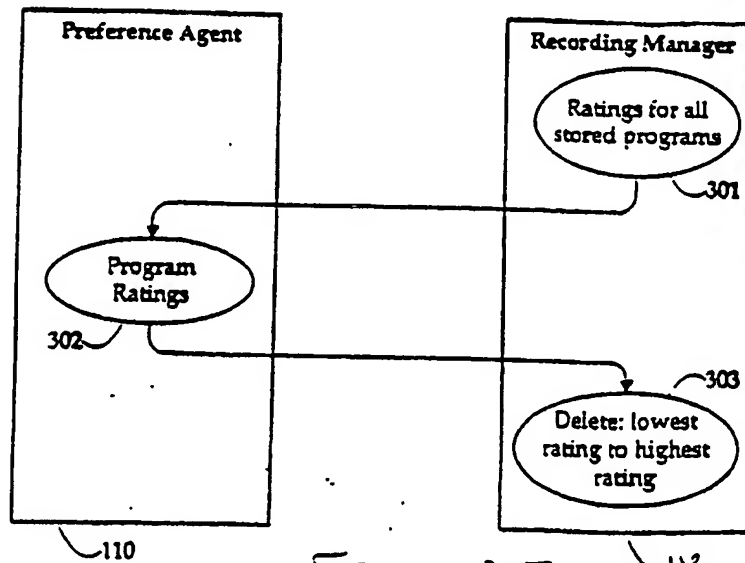 Preference Agent
Recording Manager
Ratings for all
stored programs
301
Program
Ratings
302
303
Delete: lowest
rating to highest
rating
110